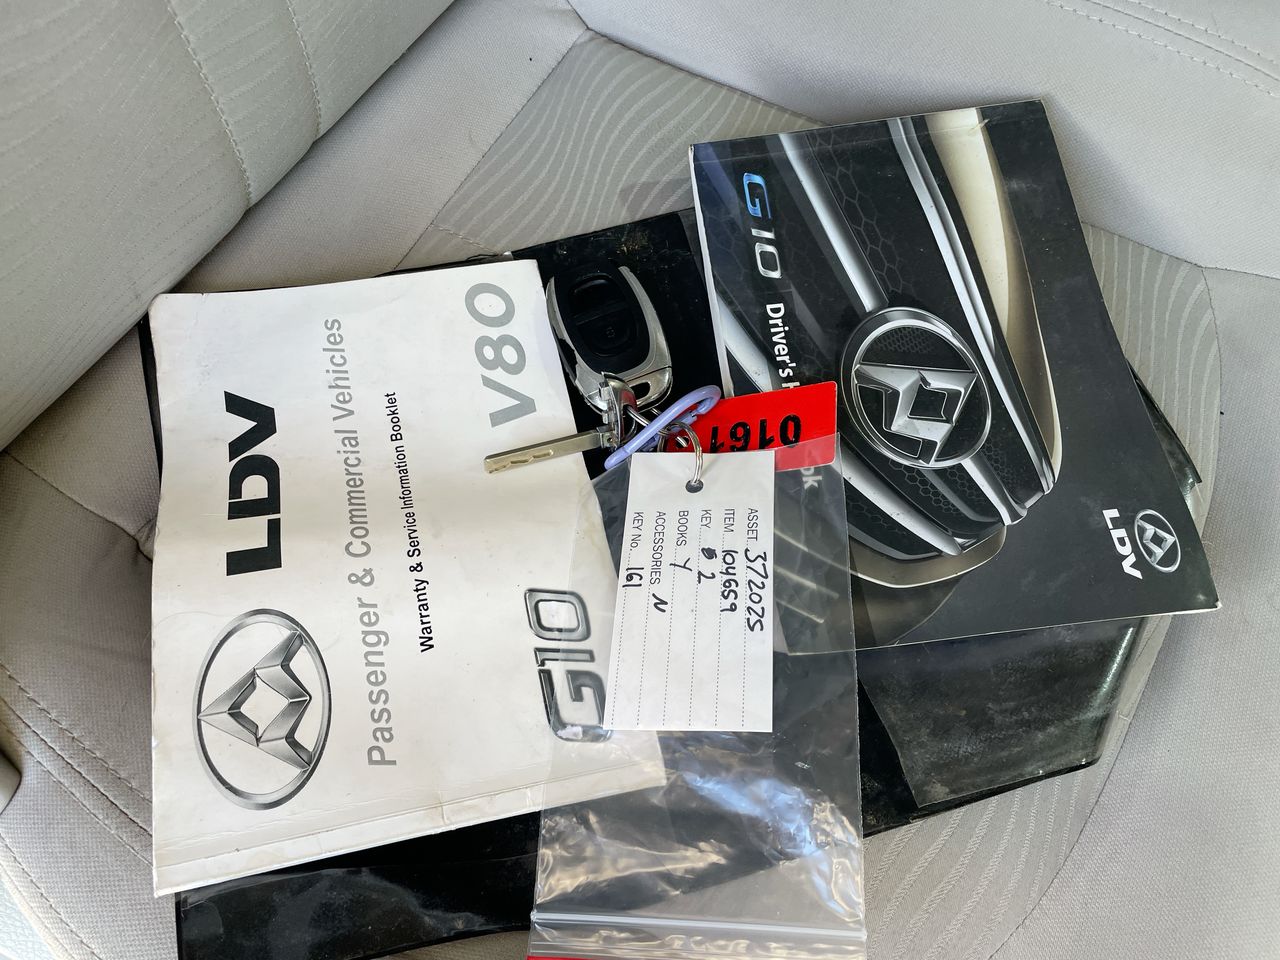 LDV
Passenger & Commercial Vehicles
Warranty & Service Information Booklet
V80
G10
G10 Driver's
LDV
0161
ASSET 372025
ITEM 1041659
KEY 2
BOOKS Y
ACCESSORIES N
KEY No. 161